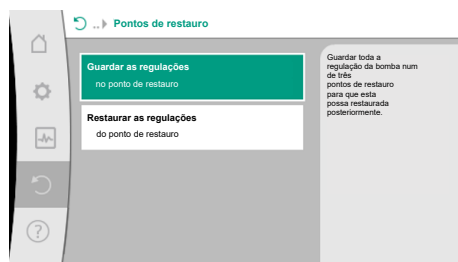 ..▶ Pontos de restauro
Guardar as regulações
no ponto de restauro
Restaurar as regulações
do ponto de restauro
Guardar toda a
regulação da bomba num
de três
pontos de restauro
para que esta
possa restaurada
posteriormente.
?